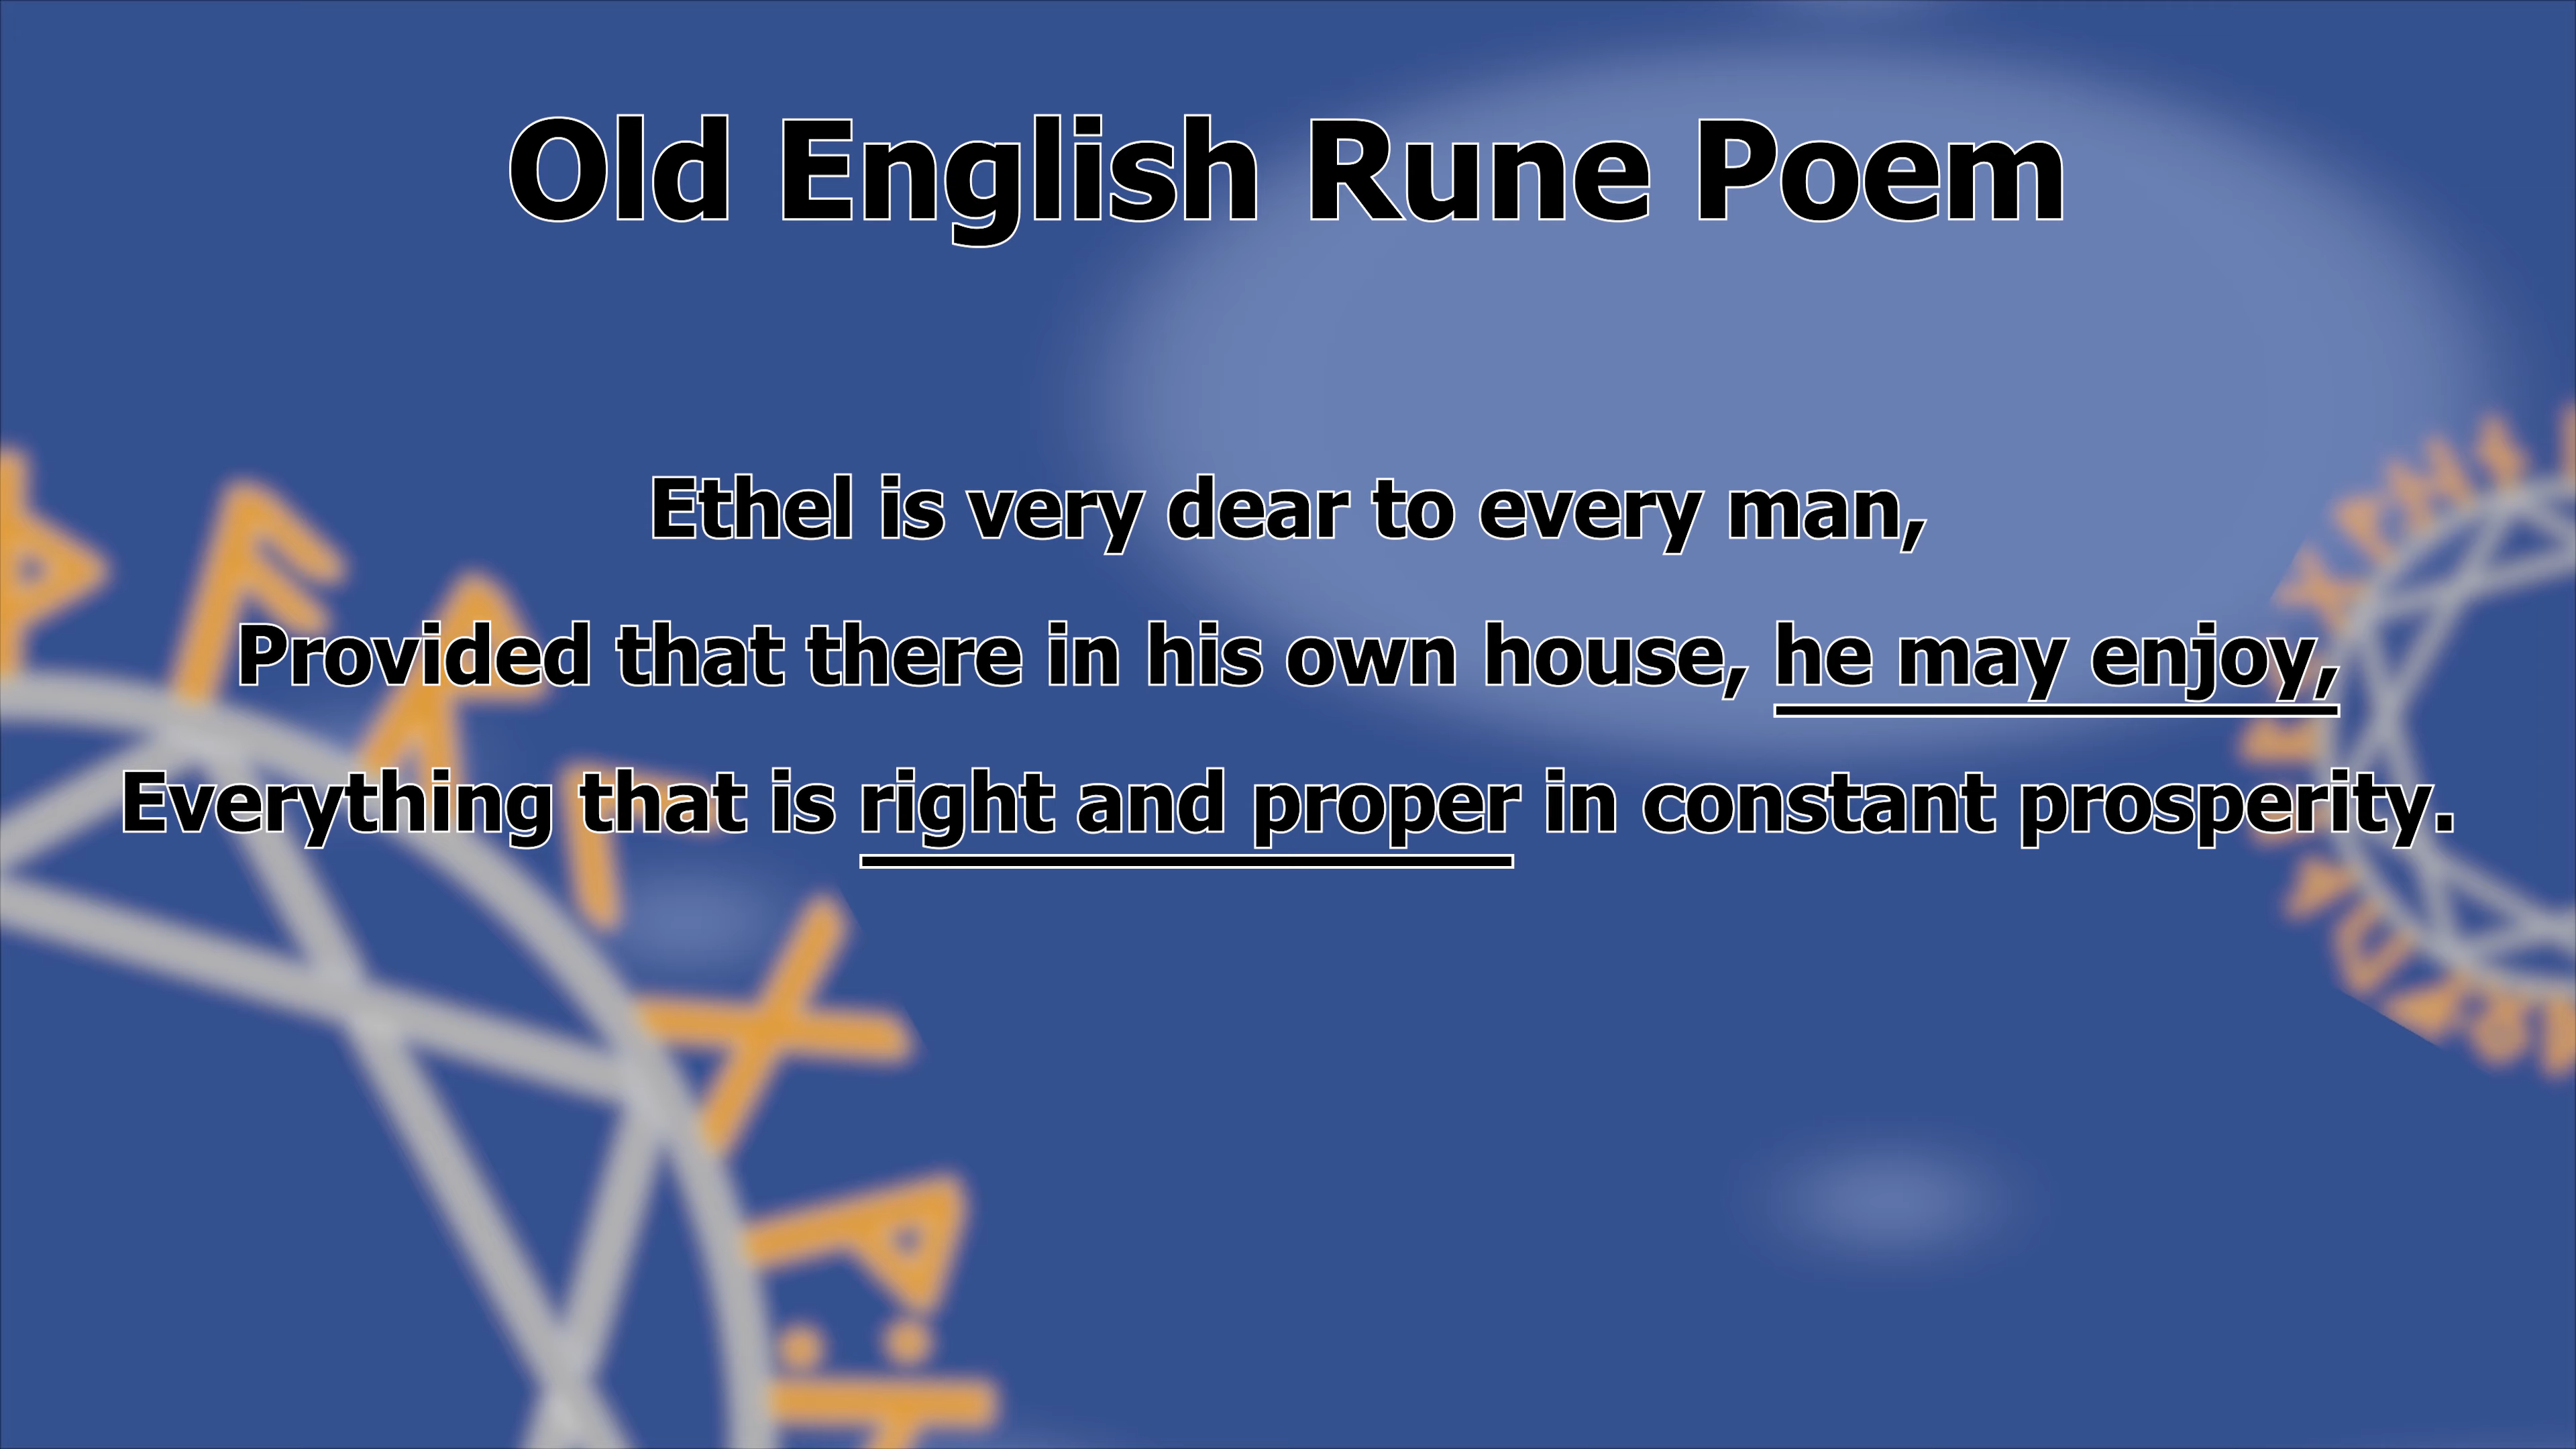 Old English Rune Poem
Ethel is very dear to every man,
Provided that there in his own house, he may enjoy,
Everything that is right and proper in constant prosperity.